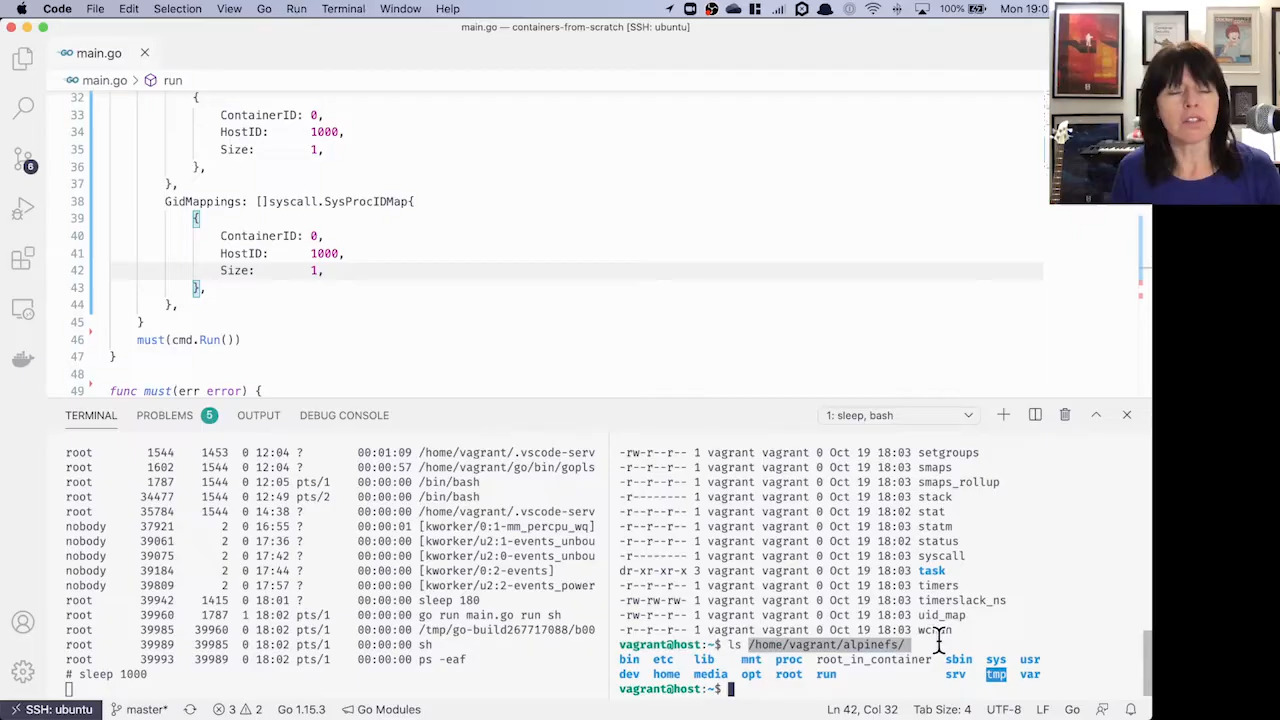 Code File Edit Selection View Go Run Terminal Window Help 100% Mon 19:0
main.go — containers-from-scratch [SSH: ubuntu]
main.go
main.go > run
32 {
33 ContainerID: 0,
34 HostID: 1000,
35 Size: 1,
36 },
37 },
38 GidMappings: []syscall.SysProcIDMap{
39 {
40 ContainerID: 0,
41 HostID: 1000,
42 Size: 1,
43 },
44 },
45 }
46 must(cmd.Run())
47 }
48
49 func must(err error) {
6
TERMINAL PROBLEMS 5 OUTPUT DEBUG CONSOLE 1: sleep, bash
root 1544 1453 0 12:04 ? 00:01:09 /home/vagrant/.vscode-serv
root 1602 1544 0 12:04 ? 00:00:57 /home/vagrant/go/bin/gopls
root 1787 1544 0 12:49 pts/1 00:00:00 /bin/bash
root 34477 1544 0 12:49 pts/2 00:00:00 /bin/bash
root 35784 1544 0 14:38 ? 00:00:00 /home/vagrant/.vscode-serv
nobody 37921 2 0 16:55 ? 00:00:01 [kworker/0:1-mm_percpu_wq]
nobody 39061 2 0 17:36 ? 00:00:00 [kworker/u2:1-events_unbou
nobody 39075 2 0 17:42 ? 00:00:00 [kworker/u2:0-events_unbou
nobody 39184 2 0 17:44 ? 00:00:00 [kworker/0:2-events]
nobody 39809 2 0 17:57 ? 00:00:00 [kworker/u2:2-events_power
root 39942 1415 0 18:01 ? 00:00:00 sleep 180
root 39960 1787 1 18:02 pts/1 00:00:00 go run main.go run sh
root 39985 39960 0 18:02 pts/1 00:00:00 /tmp/go-build267717088/b00
root 39989 39985 0 18:02 pts/1 00:00:00 sh
root 39993 39989 0 18:02 pts/1 00:00:00 ps -eaf
# sleep 1000
-rw-r--r-- 1 vagrant vagrant 0 Oct 19 18:03 setgroups
-r--r--r-- 1 vagrant vagrant 0 Oct 19 18:03 smaps
-r--r--r-- 1 vagrant vagrant 0 Oct 19 18:03 smaps_rollup
-r-------- 1 vagrant vagrant 0 Oct 19 18:03 stack
-r--r--r-- 1 vagrant vagrant 0 Oct 19 18:02 stat
-r--r--r-- 1 vagrant vagrant 0 Oct 19 18:03 statm
-r--r--r-- 1 vagrant vagrant 0 Oct 19 18:02 status
-r-------- 1 vagrant vagrant 0 Oct 19 18:03 syscall
dr-xr-xr-x 3 vagrant vagrant 0 Oct 19 18:03 task
-r--r--r-- 1 vagrant vagrant 0 Oct 19 18:03 timers
-rw-rw-rw- 1 vagrant vagrant 0 Oct 19 18:03 timerslack_ns
-rw-r--r-- 1 vagrant vagrant 0 Oct 19 18:03 uid_map
-r--r--r-- 1 vagrant vagrant 0 Oct 19 18:03
vagrant@host:~$ ls /home/vagrant/alpinefs/
bin etc lib mnt proc root_in_container sbin sys usr
dev home media opt root run srv tmp var
vagrant@host:~$
SSH: ubuntu master* 3 2 Go 1.15.3 Go Modules Ln 42, Col 32 Tab Size: 4 UTF-8 LF Go